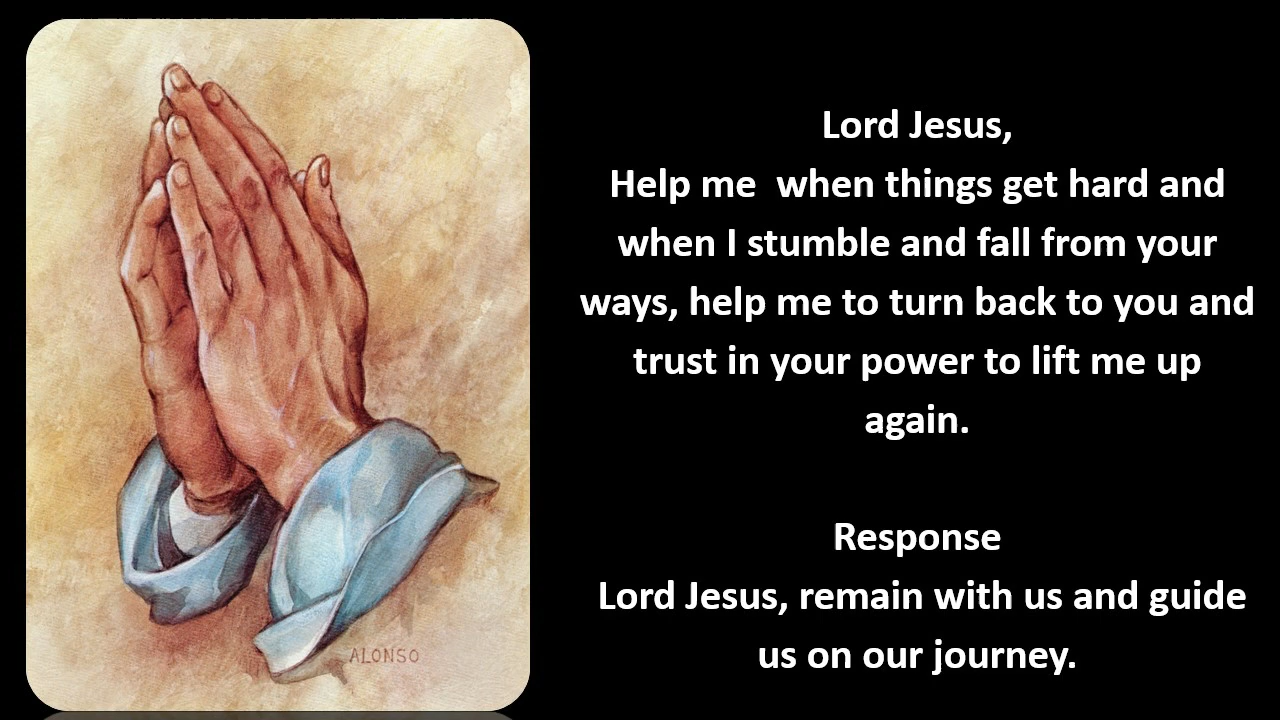 Lord Jesus,
Help me  when things get hard and
when I stumble and fall from your
ways, help me to turn back to you and
trust in your power to lift me up
again.
Response
Lord Jesus, remain with us and guide
us on our journey.
ALONSO